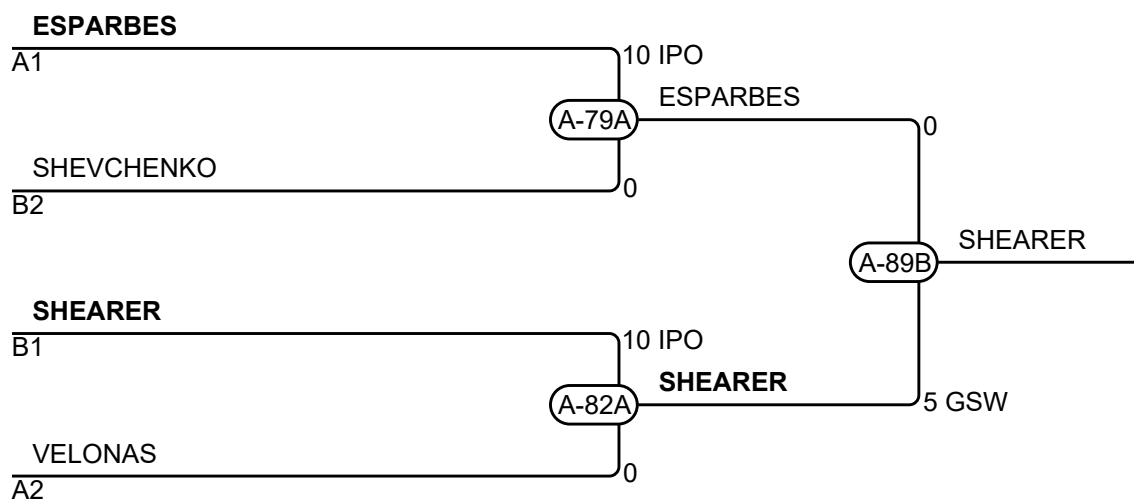 ESPARBES
A1
10 IPO
A-79A
ESPARBES
SHEVCHENKO
B2
0
0
A-89B
SHEARER
SHEARER
B1
10 IPO
A-82A
SHEARER
5 GSW
VELONAS
A2
0